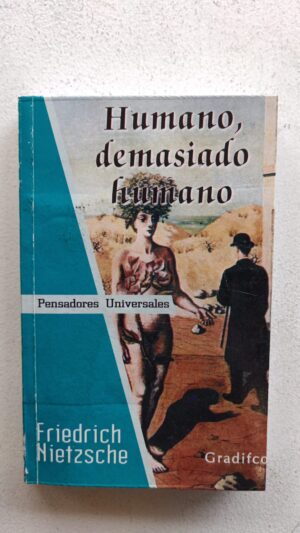 Humano,
demasiado
humano
Pensadores Universales
Friedrich
Nietzsche
Gradifco